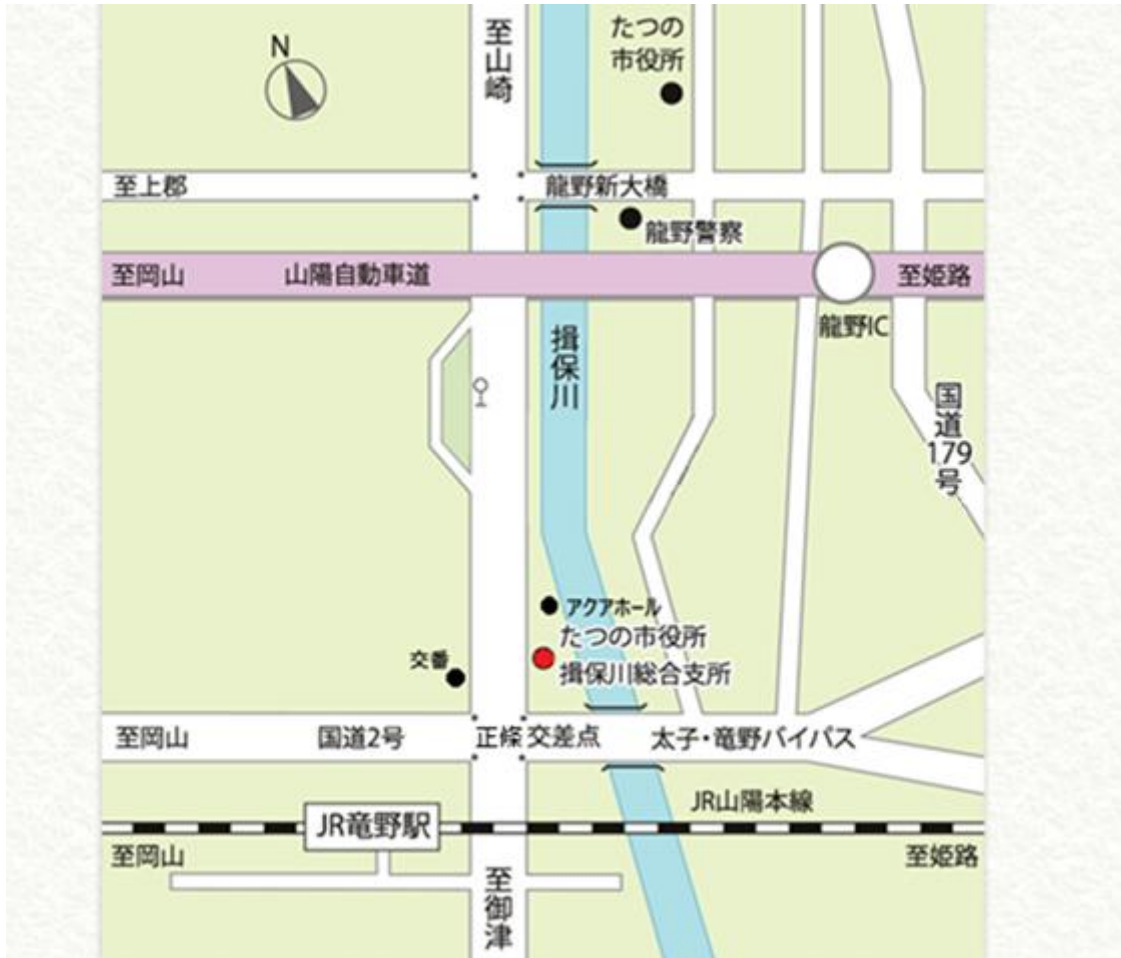 N
至山崎
たつの
市役所
至上郡
龍野新大橋
龍野警察
至岡山
山陽自動車道
至姫路
龍野IC
揖保川
国道
179
号
アクアホール
たつの市役所
揖保川総合支所
交番
至岡山
国道2号
正條交差点
太子・竜野バイパス
JR山陽本線
JR竜野駅
至岡山
至姫路
至御津